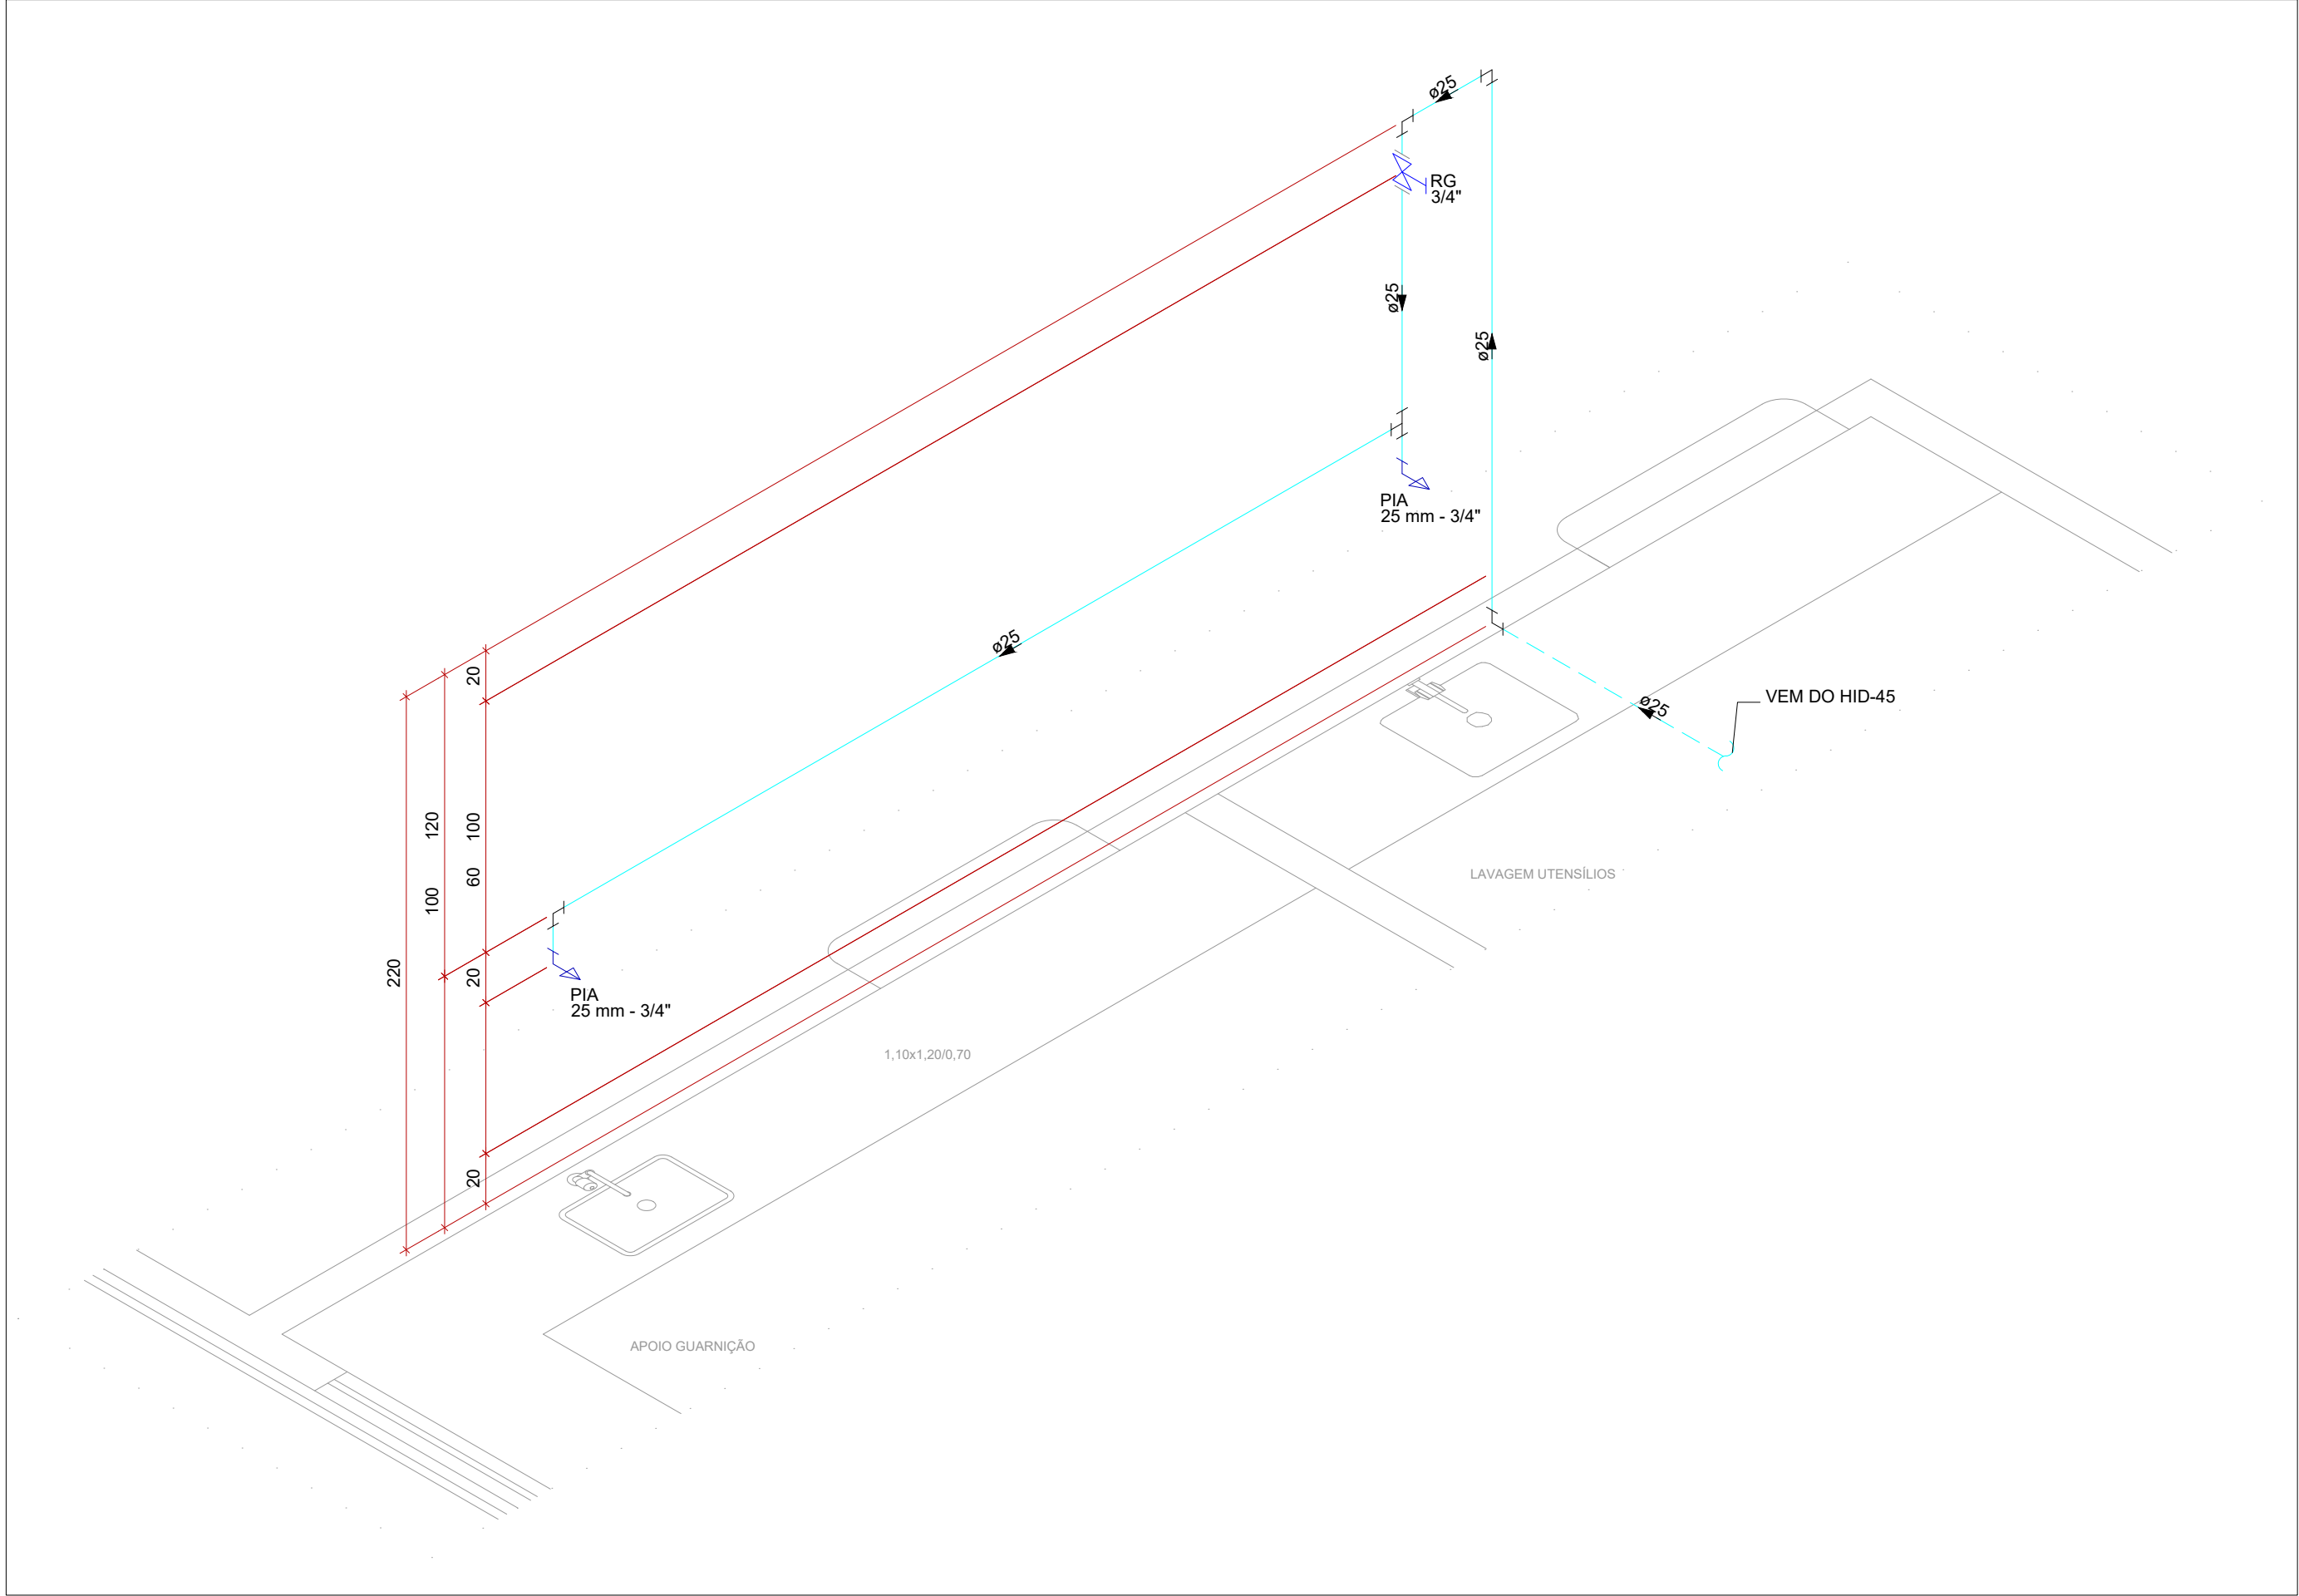 ø25
RG
3/4"
ø25
ø25
PIA
25 mm - 3/4"
ø25
20
VEM DO HID-45
ø25
120
100
LAVAGEM UTENSÍLIOS
60
100
220
20
PIA
25 mm - 3/4"
1,10x1,20/0,70
20
APOIO GUARNIÇÃO